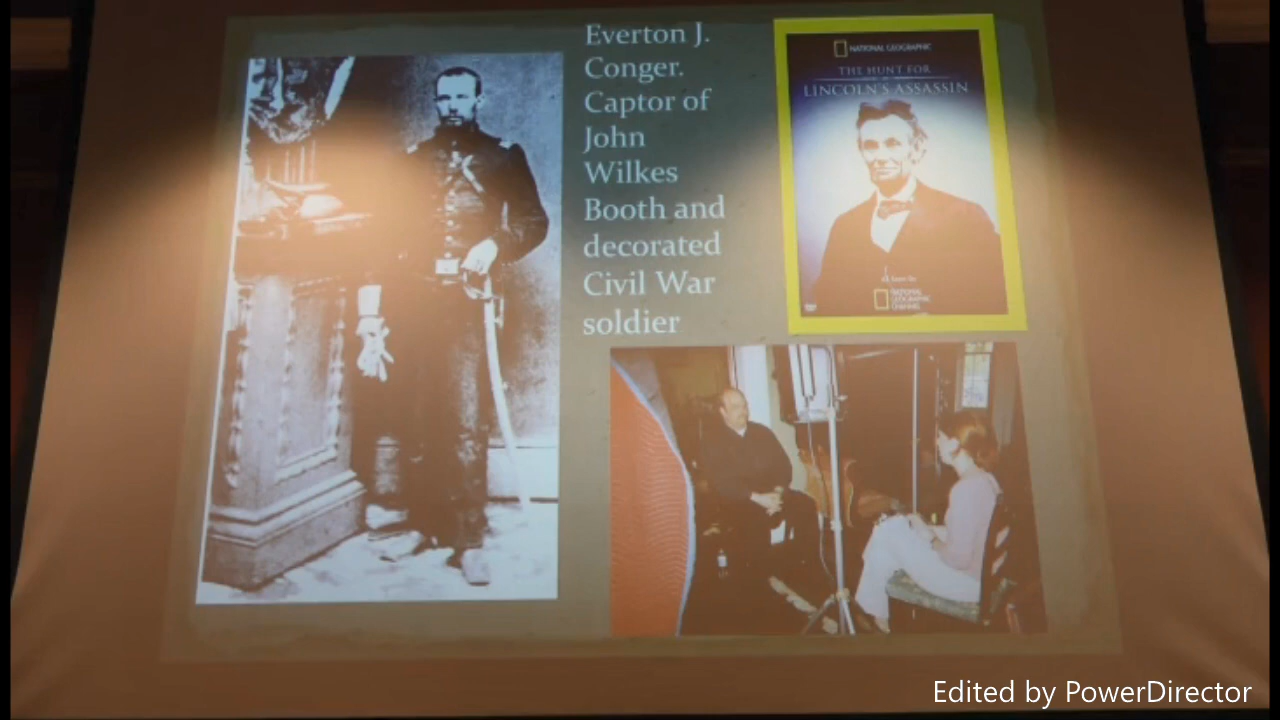 Everton J.
Conger.
Captor of
John
Wilkes
Booth and
decorated
Civil War
soldier
NATIONAL GEOGRAPHIC
THE HUNT FOR
LINCOLN'S ASSASSIN
NATIONAL
GEOGRAPHIC
CHANNEL
Edited by PowerDirector